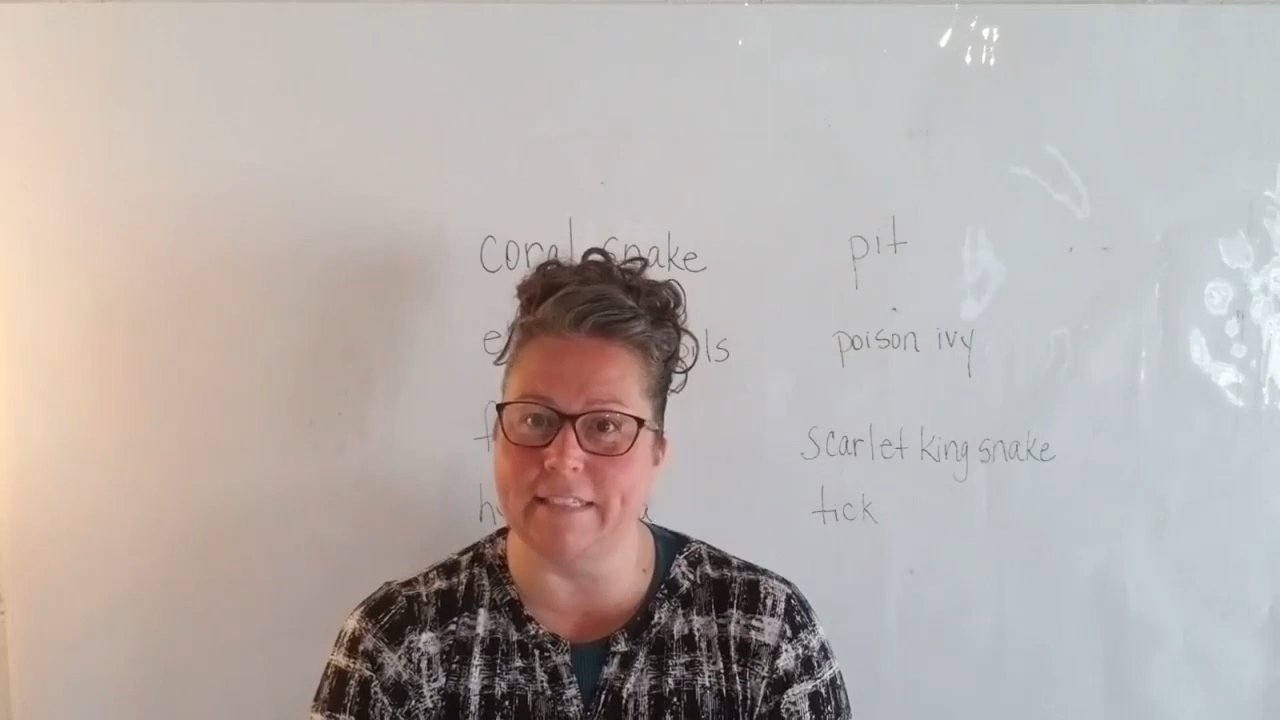 coral snake
pit
poison ivy
scarlet king snake
tick